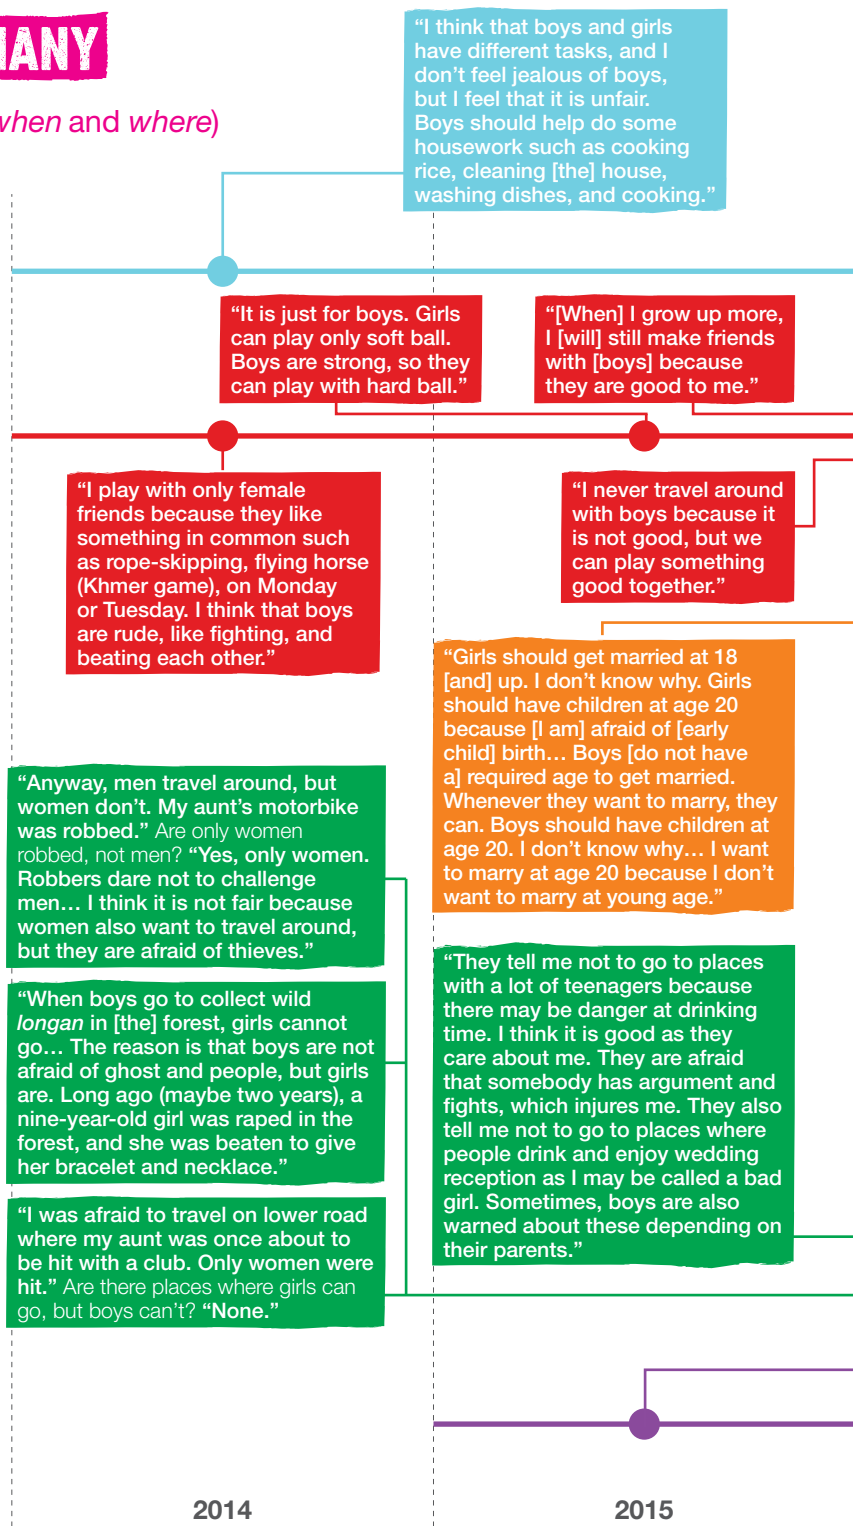 MANY
when and where)
“I think that boys and girls
have different tasks, and I
don’t feel jealous of boys,
but I feel that it is unfair.
Boys should help do some
housework such as cooking
rice, cleaning [the] house,
washing dishes, and cooking.”
“It is just for boys. Girls
can play only soft ball.
Boys are strong, so they
can play with hard ball.”
“[When] I grow up more,
I [will] still make friends
with [boys] because
they are good to me.”
“I play with only female
friends because they like
something in common such
as rope-skipping, flying horse
(Khmer game), on Monday
or Tuesday. I think that boys
are rude, like fighting, and
beating each other.”
“I never travel around
with boys because it
is not good, but we
can play something
good together.”
“Girls should get married at 18
[and] up. I don’t know why. Girls
should have children at age 20
because [I am] afraid of [early
child] birth… Boys [do not have
a] required age to get married.
Whenever they want to marry, they
can. Boys should have children at
age 20. I don’t know why… I want
to marry at age 20 because I don’t
want to marry at young age.”
“Anyway, men travel around, but
women don’t. My aunt’s motorbike
was robbed.” Are only women
robbed, not men? “Yes, only women.
Robbers dare not to challenge
men… I think it is not fair because
women also want to travel around,
but they are afraid of thieves.”
“When boys go to collect wild
longan in [the] forest, girls cannot
go… The reason is that boys are not
afraid of ghost and people, but girls
are. Long ago (maybe two years), a
nine-year-old girl was raped in the
forest, and she was beaten to give
her bracelet and necklace.”
“I was afraid to travel on lower road
where my aunt was once about to
be hit with a club. Only women were
hit.” Are there places where girls can
go, but boys can’t? “None.”
“They tell me not to go to places
with a lot of teenagers because
there may be danger at drinking
time. I think it is good as they
care about me. They are afraid
that somebody has argument and
fights, which injures me. They also
tell me not to go to places where
people drink and enjoy wedding
reception as I may be called a bad
girl. Sometimes, boys are also
warned about these depending on
their parents.”
2014
2015